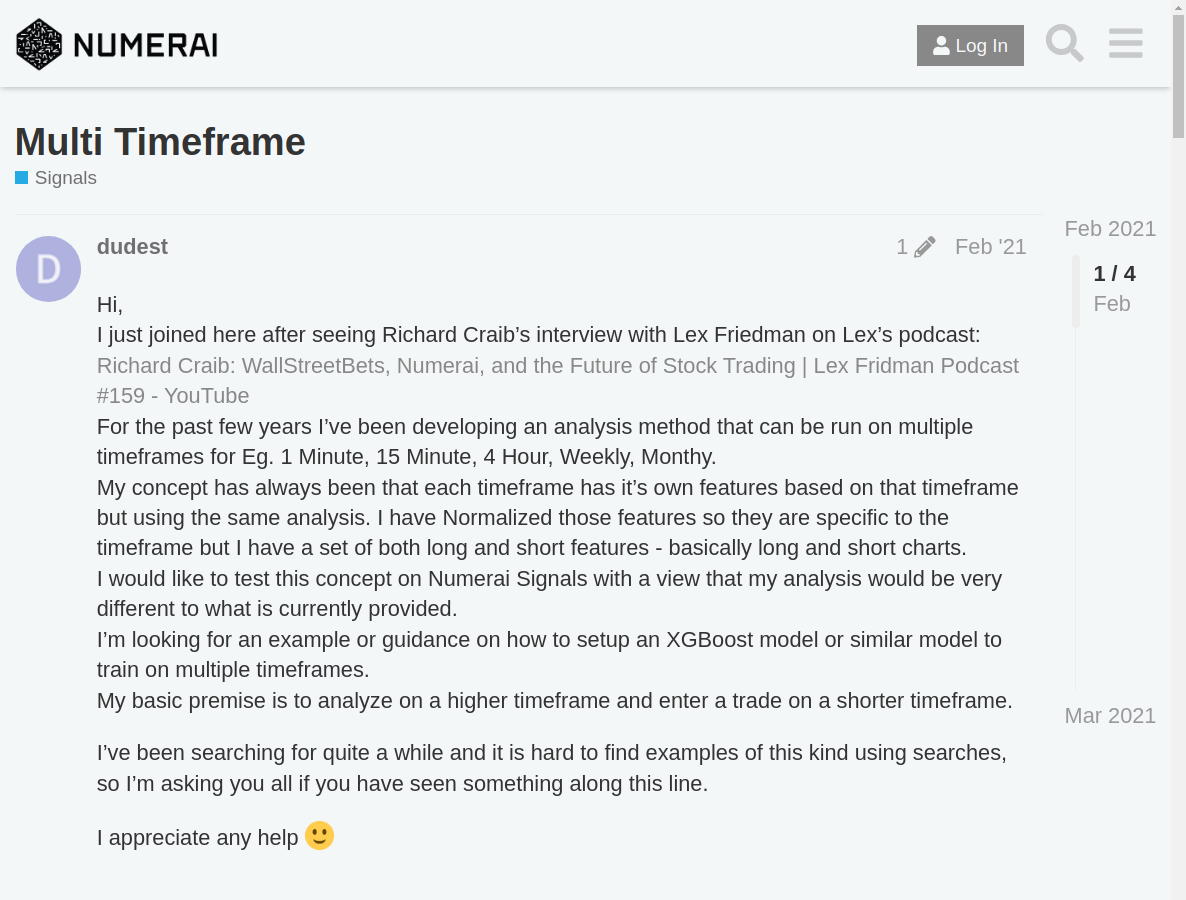 NUMERAI
Log In
Multi Timeframe
Signals
Feb 2021
dudest
1
Feb '21
1 / 4
Feb
Hi,
I just joined here after seeing Richard Craib’s interview with Lex Friedman on Lex’s podcast:
Richard Craib: WallStreetBets, Numerai, and the Future of Stock Trading | Lex Fridman Podcast
#159 - YouTube
For the past few years I’ve been developing an analysis method that can be run on multiple
timeframes for Eg. 1 Minute, 15 Minute, 4 Hour, Weekly, Monthy.
My concept has always been that each timeframe has it’s own features based on that timeframe
but using the same analysis. I have Normalized those features so they are specific to the
timeframe but I have a set of both long and short features - basically long and short charts.
I would like to test this concept on Numerai Signals with a view that my analysis would be very
different to what is currently provided.
I’m looking for an example or guidance on how to setup an XGBoost model or similar model to
train on multiple timeframes.
My basic premise is to analyze on a higher timeframe and enter a trade on a shorter timeframe.
Mar 2021
I’ve been searching for quite a while and it is hard to find examples of this kind using searches,
so I’m asking you all if you have seen something along this line.
I appreciate any help
D